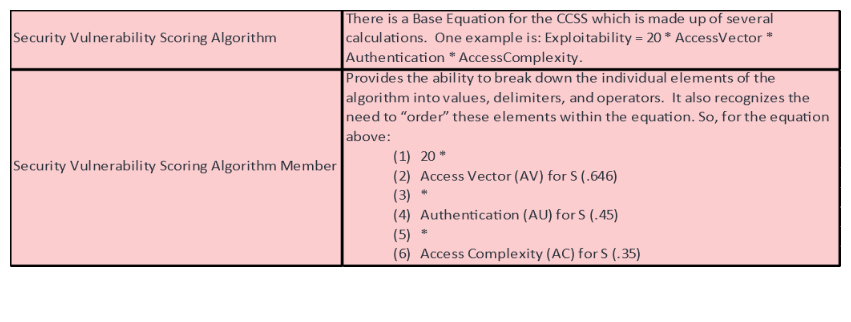 Security Vulnerability Scoring Algorithm
There is a Base Equation for the CCSS which is made up of several
calculations.  One example is: Exploitability = 20 * AccessVector *
Authentication * AccessComplexity.
Security Vulnerability Scoring Algorithm Member
Provides the ability to break down the individual elements of the
algorithm into values, delimiters, and operators.  It also recognizes the
need to “order” these elements within the equation. So, for the equation
above:
(1) 20 *
(2) Access Vector (AV) for S (.646)
(3) *
(4) Authentication (AU) for S (.45)
(5) *
(6) Access Complexity (AC) for S (.35)